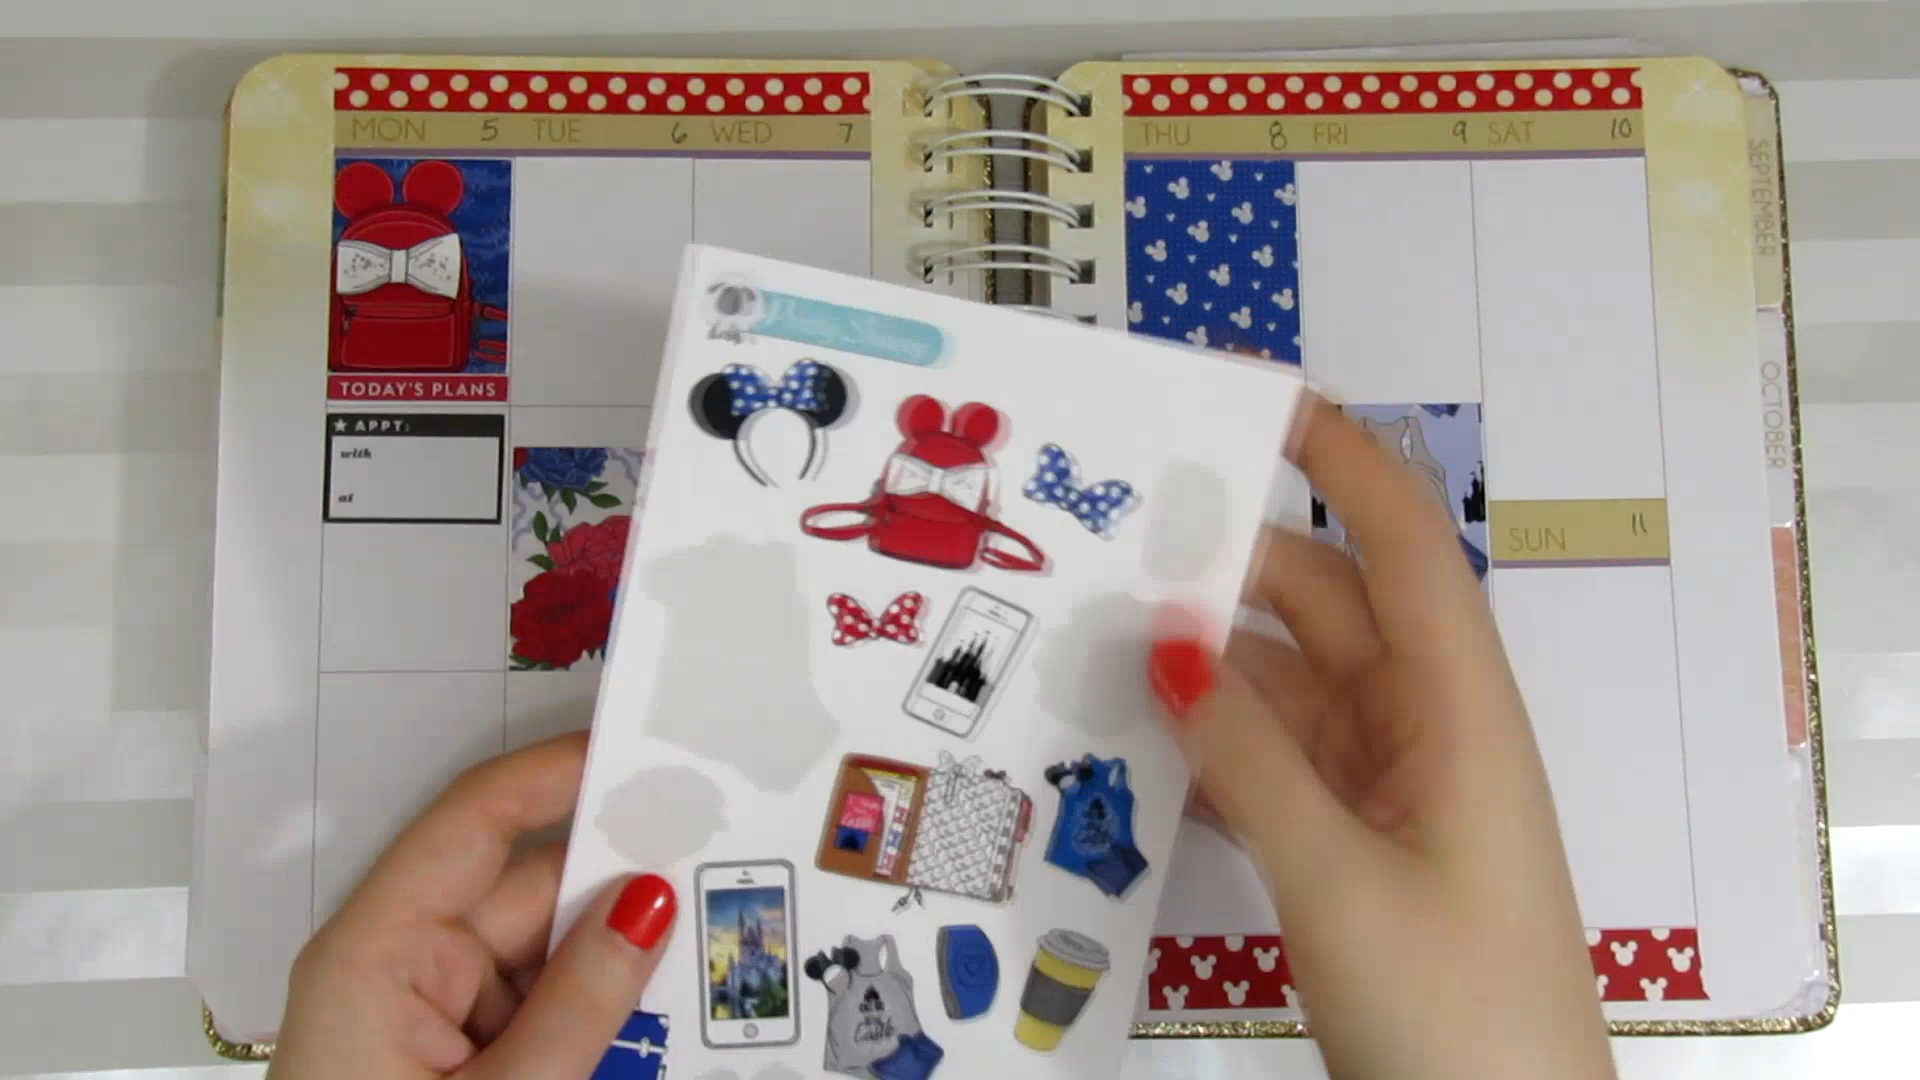 MON 5 TUE 6 WED 7
THU 8 FRI 9 SAT 10
TODAY'S PLANS
★ APPT:
with
at
SUN 11
SEPTEMBER
OCTOBER
Castle